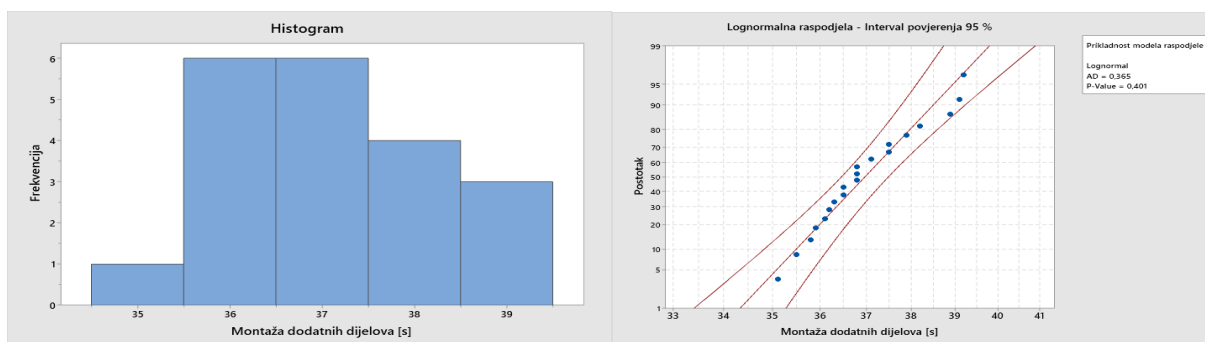 Histogram
Frekvencija
6
5
4
3
2
1
0
35 36 37 38 39
Montaža dodatnih dijelova [s]
Lognormalna raspodjela - Interval povjerenja 95 %
Postotak
99
95
90
80
70
60
50
40
30
20
10
5
1
33 34 35 36 37 38 39 40 41
Montaža dodatnih dijelova [s]
Prikladnost modela raspodjele
Lognormal
AD = 0,365
P-Value = 0,401